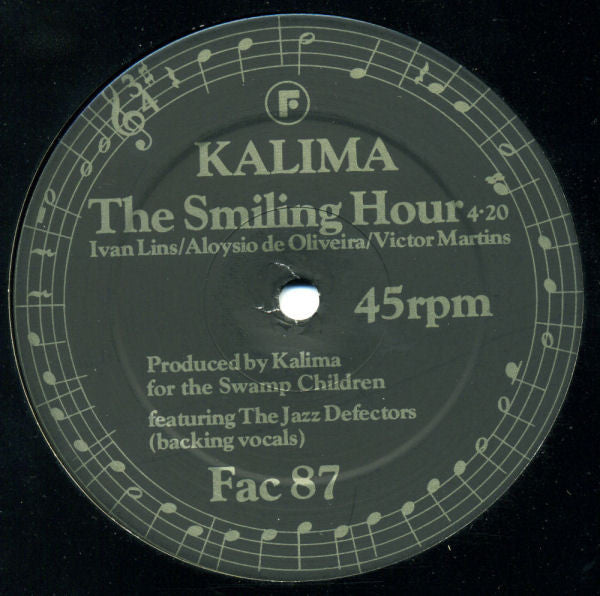 F
KALIMA
The Smiling Hour 4·20
Ivan Lins/Aloysio de Oliveira/Victor Martins
45rpm
Produced by Kalima
for the Swamp Children
featuring The Jazz Defectors
(backing vocals)
Fac 87